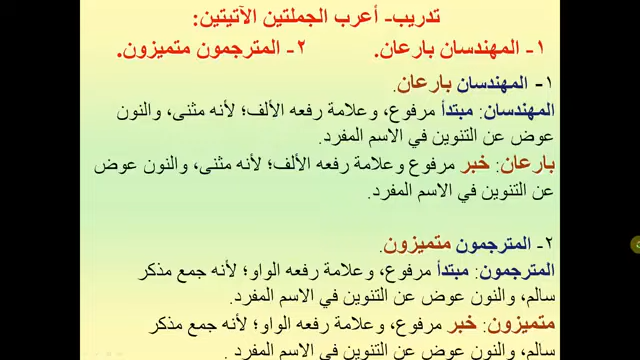 تدريب- أعرب الجملتين الآتيتين:
١- المهندسان بارعان. ٢- المترجمون متميزون.
١- المهندسان بارعان.
المهندسان: مبتدأ مرفوع، وعلامة رفعه الألف؛ لأنه مثنى، والنون
عوض عن التنوين في الاسم المفرد.
بارعان: خبر مرفوع وعلامة رفعه الألف؛ لأنه مثنى، والنون عوض
عن التنوين في الاسم المفرد.
٢- المترجمون متميزون.
المترجمون: مبتدأ مرفوع، وعلامة رفعه الواو؛ لأنه جمع مذكر
سالم، والنون عوض عن التنوين في الاسم المفرد.
متميزون: خبر مرفوع، وعلامة رفعه الواو؛ لأنه جمع مذكر
سالم، والنون عوض عن التنوين في الاسم المفرد .